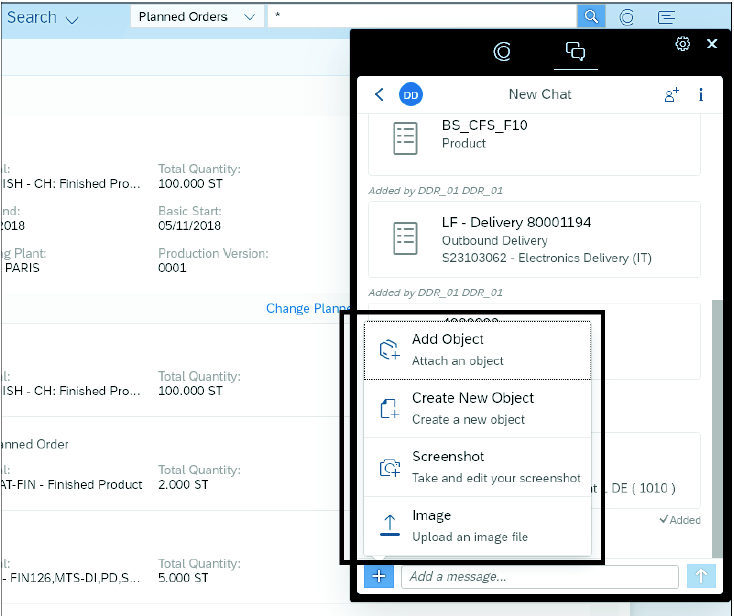 Search
Planned Orders
*
Total Quantity:
ISH - CH: Finished Pro...
100.000 ST
Basic Start:
2018
05/11/2018
Production Version:
PARIS
0001
Change Planne
Total Quantity:
ISH - CH: Finished Pro...
100.000 ST
anned Order
Total Quantity:
AT-FIN - Finished Product
2.000 ST
Total Quantity:
- FIN126,MTS-DI,PD,S...
5.000 ST
DD
New Chat
BS_CFS_F10
Product
Added by DDR_01 DDR_01
LF - Delivery 80001194
Outbound Delivery
S23103062 - Electronics Delivery (IT)
Added by DDR_01 DDR_01
Add Object
Attach an object
Create New Object
Create a new object
Screenshot
Take and edit your screenshot
Image
Upload an image file
DE ( 1010 )
Added
Add a message...